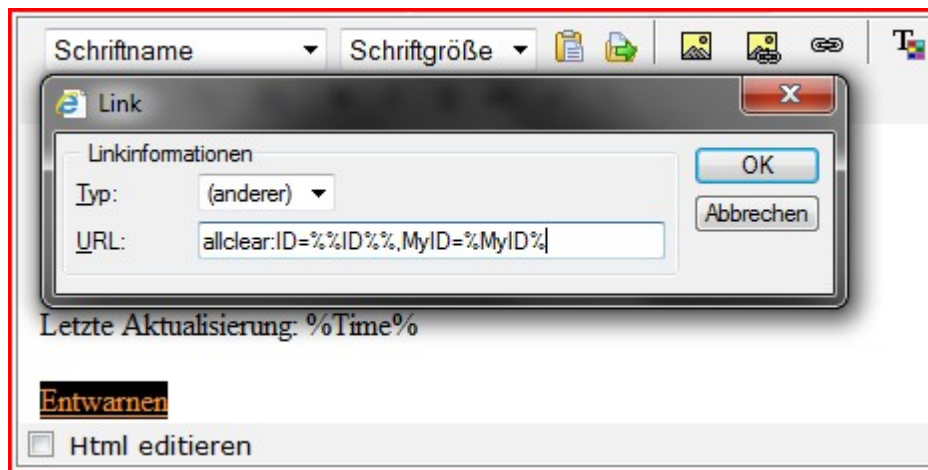 Schriftname Schriftgröße
Link
Linkinformationen
Typ: (anderer)
OK
URL: allclear:ID=%%ID%%,MyID=%MyID%
Abbrechen
Letzte Aktualisierung: %Time%
Entwarnen
Html editieren